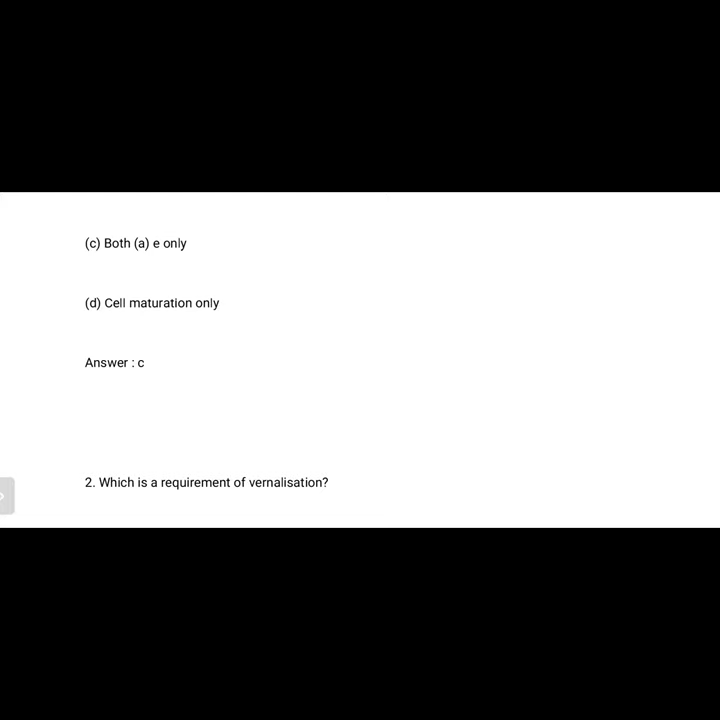 (c) Both (a) e only
(d) Cell maturation only
Answer : c
2. Which is a requirement of vernalisation?